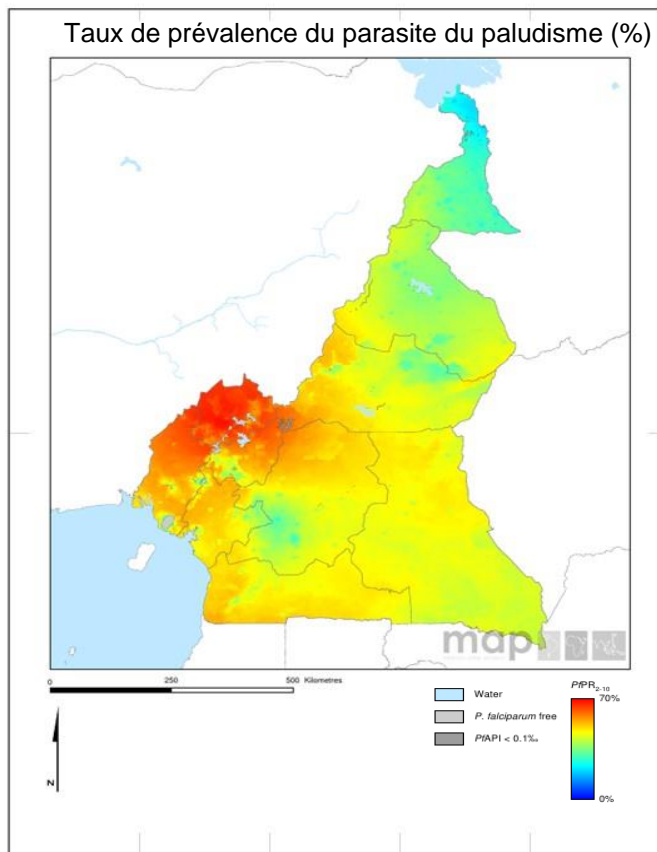 Taux de prévalence du parasite du paludisme (%)
map
0 250 500 Kilometres
N
Water
P. falciparum free
PfAPI < 0.1‰
PfPR2-10
70%
0%